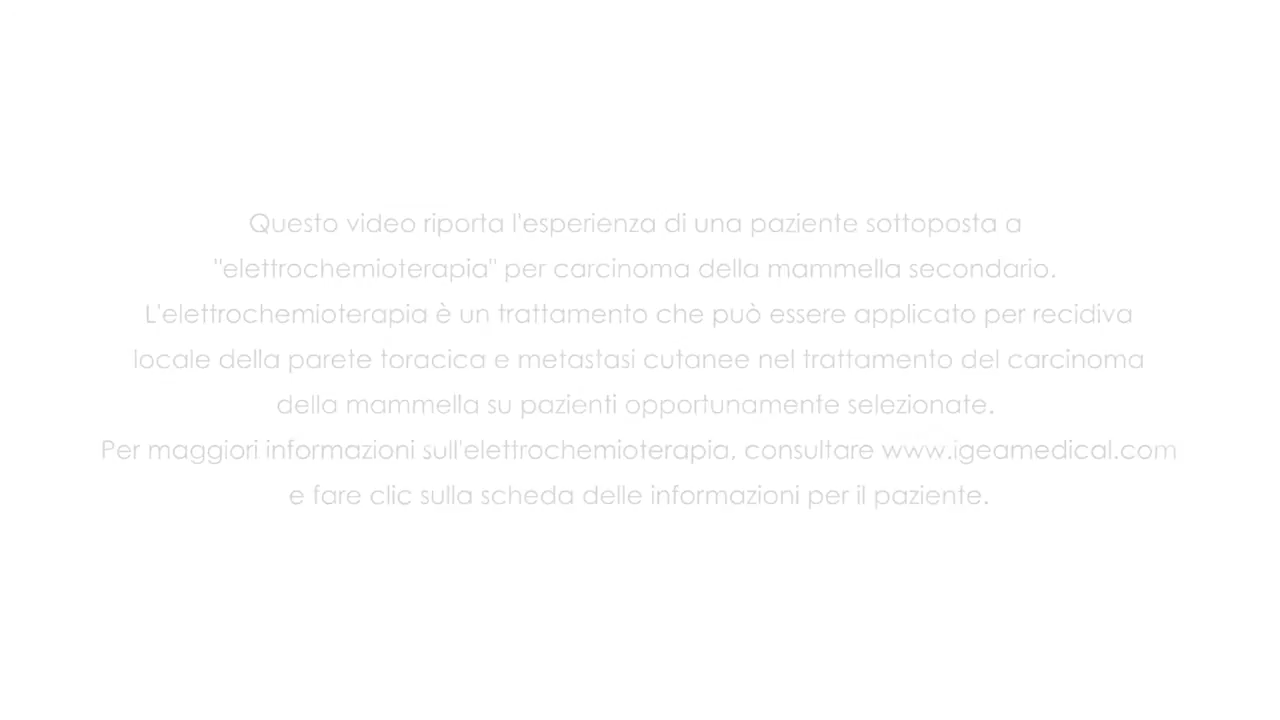 Questo video riporta l'esperienza di una paziente sottoposta a
"elettrochemioterapia" per carcinoma della mammella secondario.
L'elettrochemioterapia è un trattamento che può essere applicato per recidiva
locale della parete toracica e metastasi cutanee nel trattamento del carcinoma
della mammella su pazienti opportunamente selezionate.
Per maggiori informazioni sull'elettrochemioterapia, consultare www.igeamedical.com
e fare clic sulla scheda delle informazioni per il paziente.